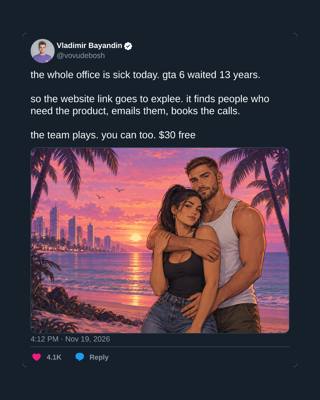 Vladimir Bayandin
@vovudebosh
the whole office is sick today. gta 6 waited 13 years.
so the website link goes to explee. it finds people who
need the product, emails them, books the calls.
the team plays. you can too. $30 free
4:12 PM · Nov 19, 2026
4.1K Reply